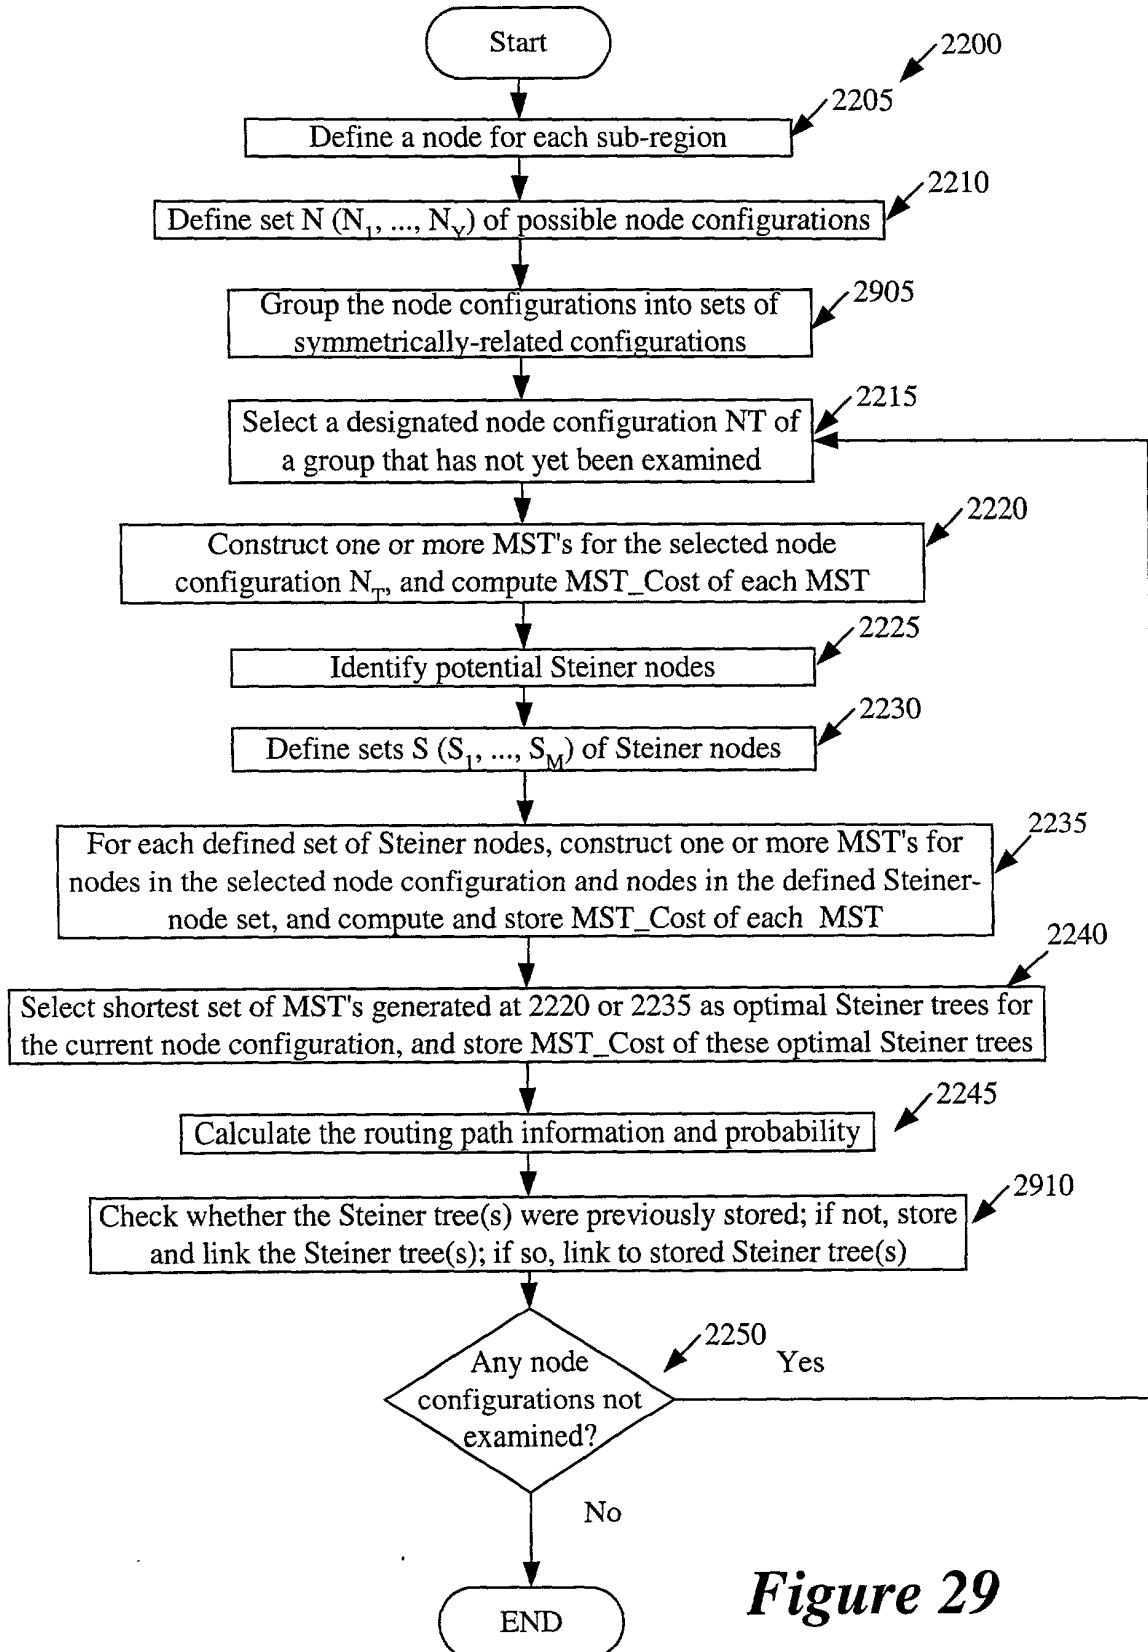 Start
2200
2205
Define a node for each sub-region
2210
Define set N (N₁, ..., N_Y) of possible node configurations
2905
Group the node configurations into sets of
symmetrically-related configurations
2215
Select a designated node configuration NT of
a group that has not yet been examined
2220
Construct one or more MST's for the selected node
configuration N_T, and compute MST_Cost of each MST
2225
Identify potential Steiner nodes
2230
Define sets S (S₁, ..., S_M) of Steiner nodes
2235
For each defined set of Steiner nodes, construct one or more MST's for
nodes in the selected node configuration and nodes in the defined Steiner-
node set, and compute and store MST_Cost of each MST
2240
Select shortest set of MST's generated at 2220 or 2235 as optimal Steiner trees for
the current node configuration, and store MST_Cost of these optimal Steiner trees
2245
Calculate the routing path information and probability
2910
Check whether the Steiner tree(s) were previously stored; if not, store
and link the Steiner tree(s); if so, link to stored Steiner tree(s)
2250
Yes
Any node
configurations not
examined?
No
END
Figure 29